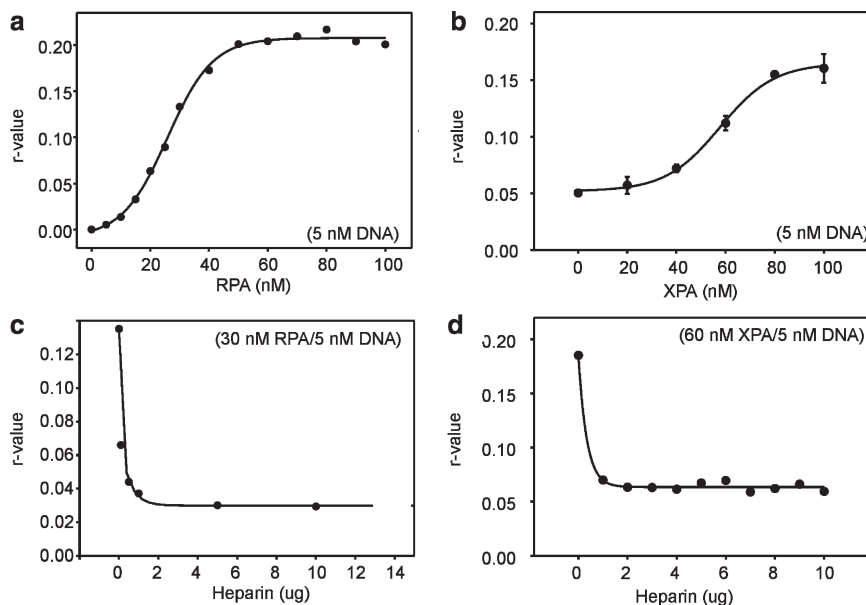 a
0.20
0.15
0.10
0.05
0.00
r-value
(5 nM DNA)
0 20 40 60 80 100
RPA (nM)
b
0.20
0.15
0.10
0.05
0.00
r-value
(5 nM DNA)
0 20 40 60 80 100
XPA (nM)
c
(30 nM RPA/5 nM DNA)
0.12
0.10
0.08
0.06
0.04
0.02
0.00
r-value
0 2 4 6 8 10 12 14
Heparin (ug)
d
(60 nM XPA/5 nM DNA)
0.20
0.15
0.10
0.05
0.00
r-value
0 2 4 6 8 10
Heparin (ug)